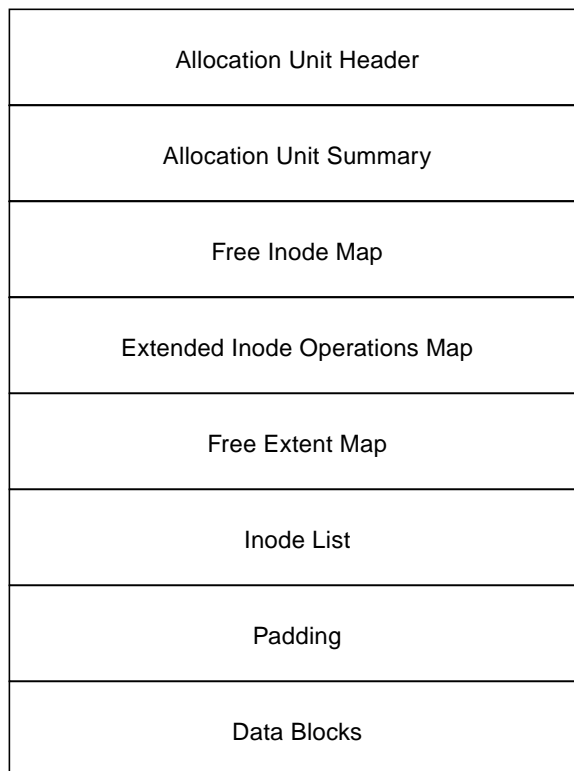 Allocation Unit Header
Allocation Unit Summary
Free Inode Map
Extended Inode Operations Map
Free Extent Map
Inode List
Padding
Data Blocks